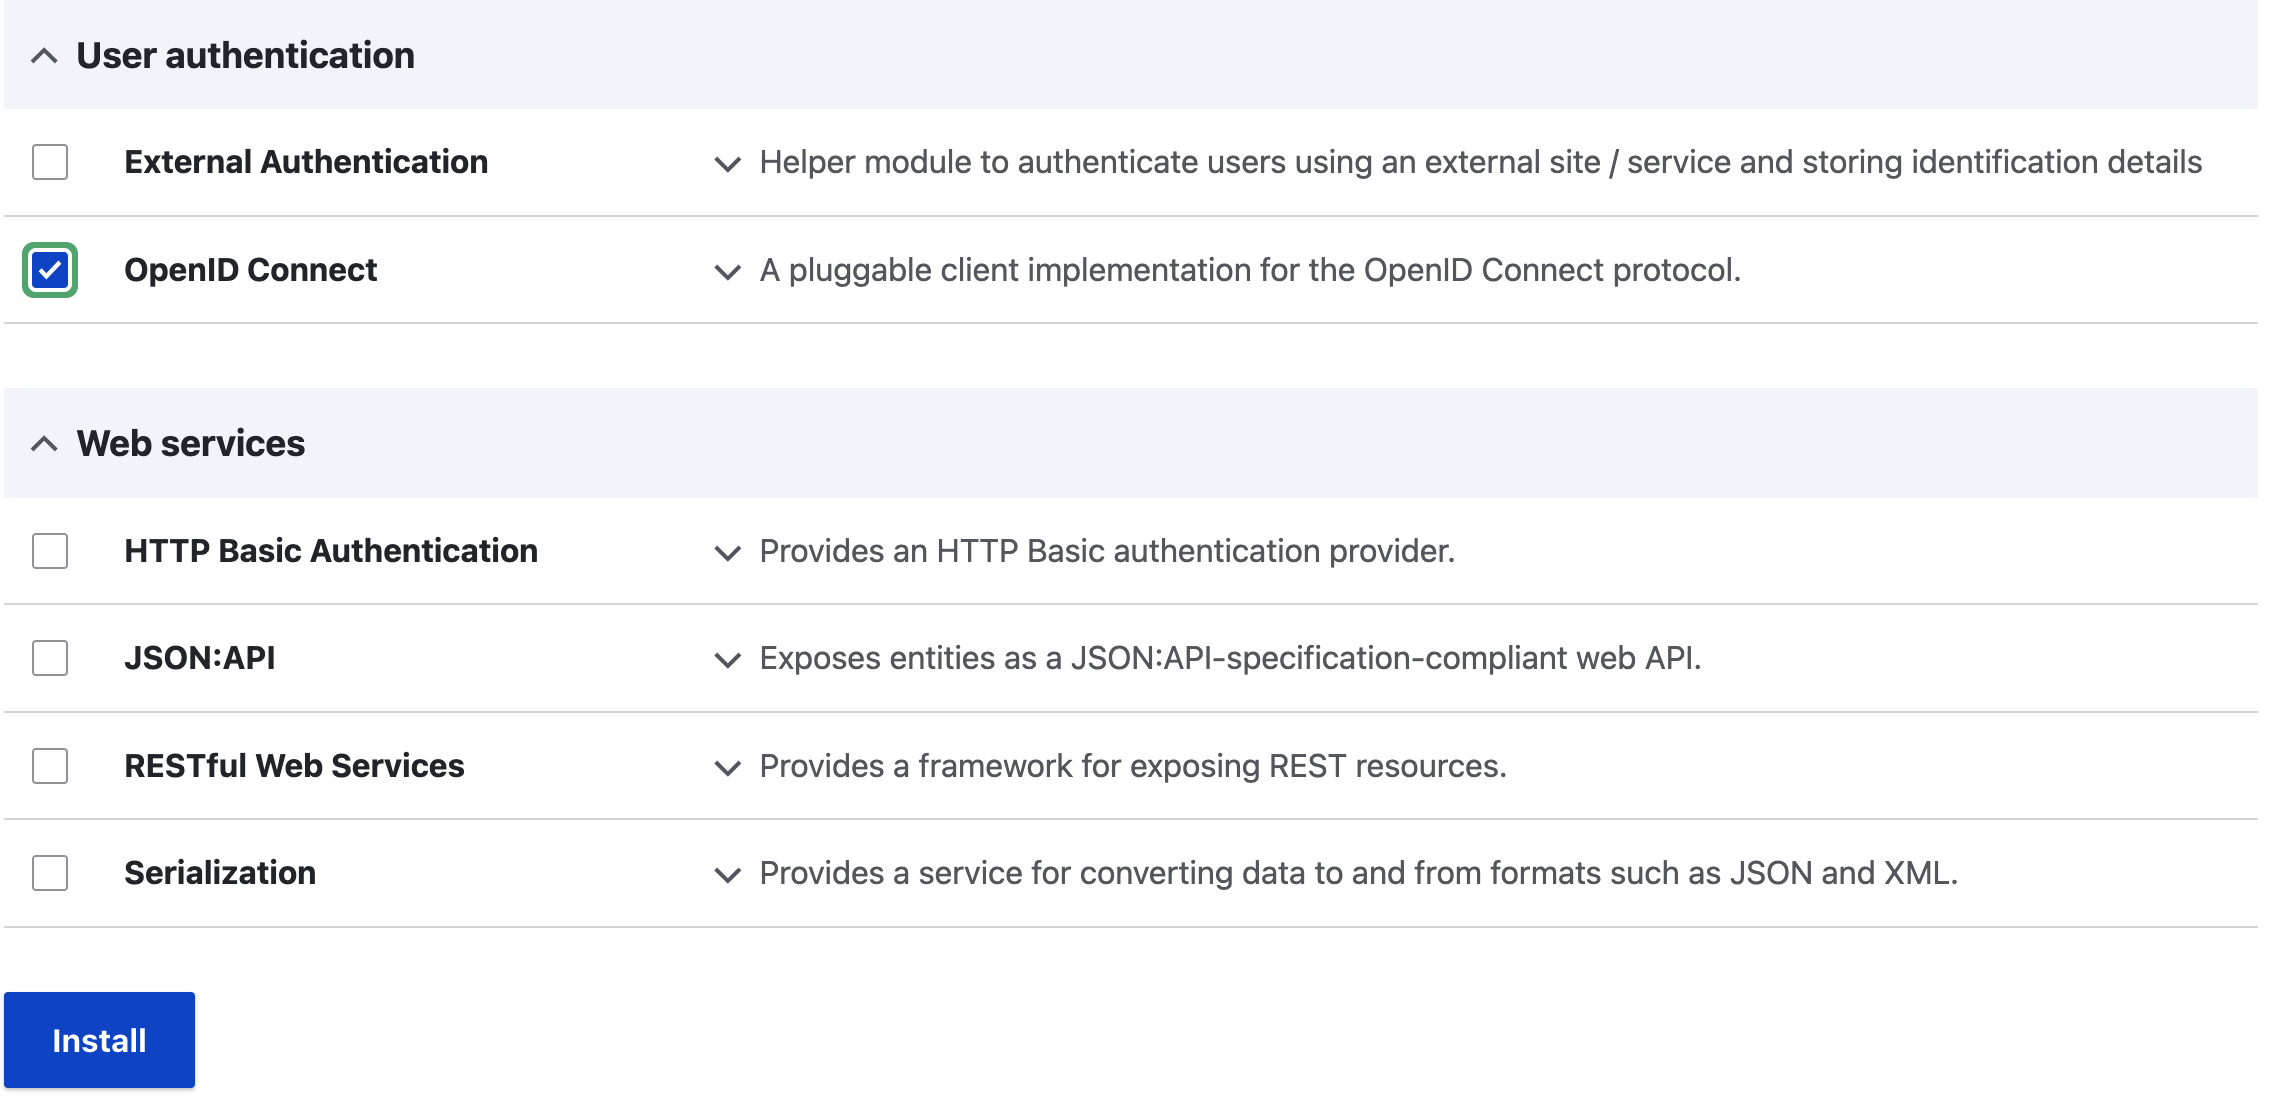 User authentication
External Authentication
Helper module to authenticate users using an external site / service and storing identification details
OpenID Connect
A pluggable client implementation for the OpenID Connect protocol.
Web services
HTTP Basic Authentication
Provides an HTTP Basic authentication provider.
JSON:API
Exposes entities as a JSON:API-specification-compliant web API.
RESTful Web Services
Provides a framework for exposing REST resources.
Serialization
Provides a service for converting data to and from formats such as JSON and XML.
Install